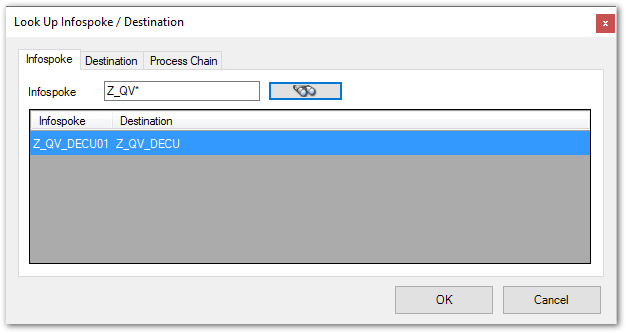 Look Up Infospoke / Destination
x
Infospoke Destination Process Chain
Infospoke Z_QV*
Infospoke Destination
Z_QV_DECU01 Z_QV_DECU
OK Cancel